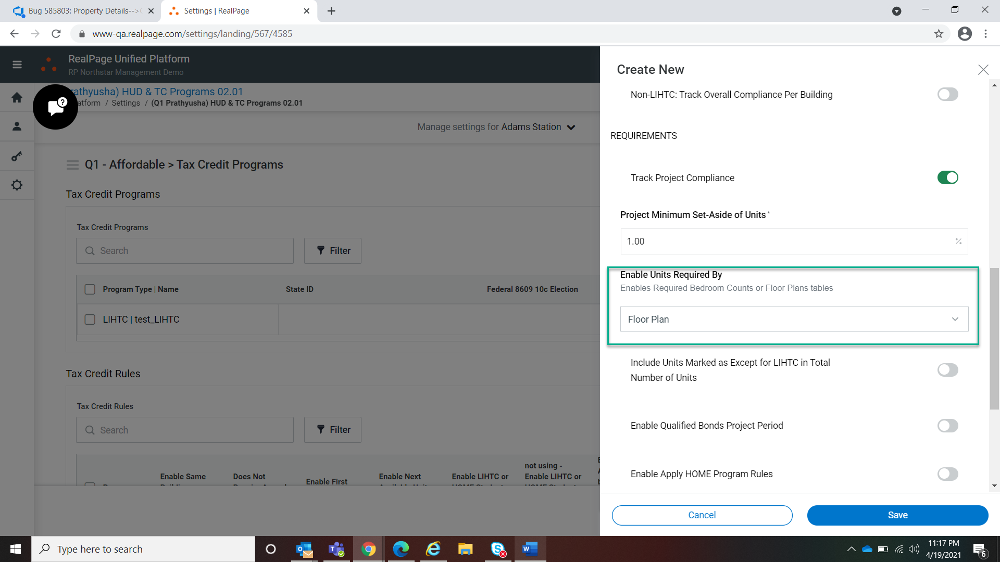 Bug 585803: Property Details-->
Settings | RealPage
www-qa.realpage.com/settings/landing/567/4585
RealPage Unified Platform
RP Northstar Management Demo
rathyusha) HUD & TC Programs 02.01
atform / Settings / (Q1 Prathyusha) HUD & TC Programs 02.01
Manage settings for Adams Station
Q1 - Affordable > Tax Credit Programs
Tax Credit Programs
Tax Credit Programs
Search
Filter
Program Type | Name
State ID
Federal 8609 10c Election
LIHTC | test_LIHTC
Tax Credit Rules
Tax Credit Rules
Search
Filter
Enable Same
Does Not
Enable First
Enable Next
Enable LIHTC or
not using -
Enable LIHTC or
Create New
Non-LIHTC: Track Overall Compliance Per Building
REQUIREMENTS
Track Project Compliance
Project Minimum Set-Aside of Units *
1.00 %
Enable Units Required By
Enables Required Bedroom Counts or Floor Plans tables
Floor Plan
Include Units Marked as Except for LIHTC in Total
Number of Units
Enable Qualified Bonds Project Period
Enable Apply HOME Program Rules
Cancel
Save
Type here to search
11:17 PM
4/19/2021
6